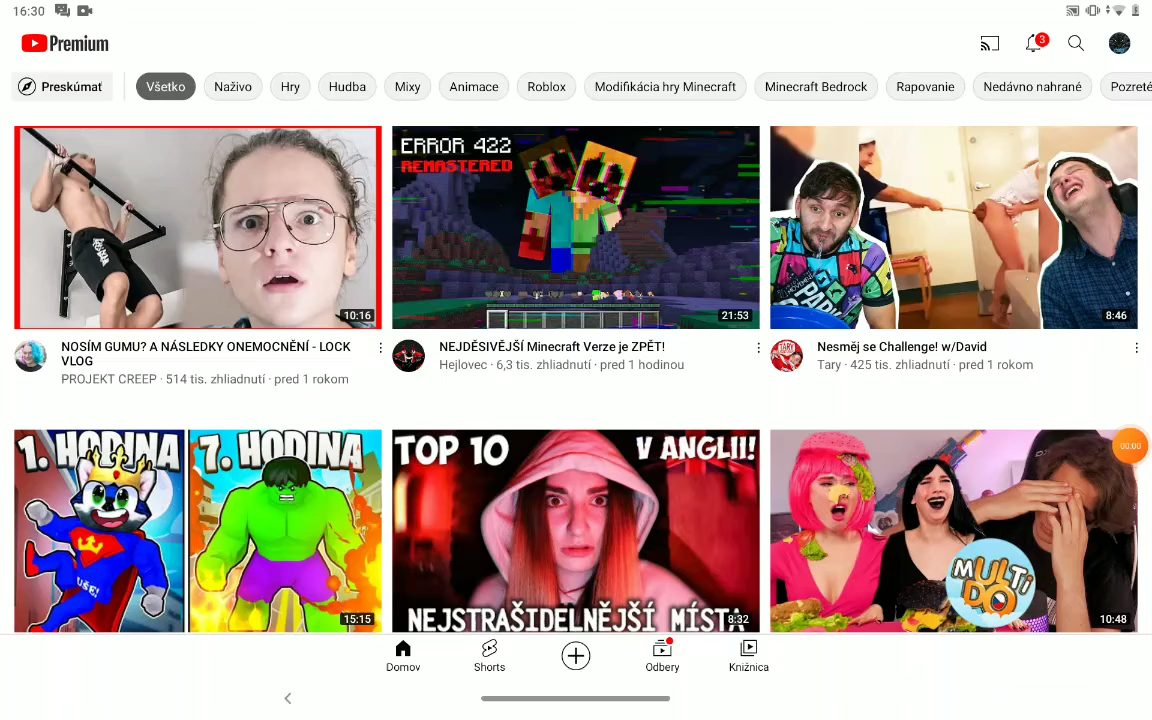 16:30
Premium
3
Preskúmať
Všetko
Naživo
Hry
Hudba
Mixy
Animace
Roblox
Modifikácia hry Minecraft
Minecraft Bedrock
Rapovanie
Nedávno nahrané
Pozreté
10:16
ERROR 422
REMASTERED
21:53
8:46
NOSÍM GUMU? A NÁSLEDKY ONEMOCNĚNÍ - LOCK
VLOG
PROJEKT CREEP · 514 tis. zhliadnutí · pred 1 rokom
NEJDĚSIVĚJŠÍ Minecraft Verze je ZPĚT!
Hejlovec · 6,3 tis. zhliadnutí · pred 1 hodinou
Nesměj se Challenge! w/David
Tary · 425 tis. zhliadnutí · pred 1 rokom
1. HODINA
7. HODINA
UŠE!
15:15
TOP 10
V ANGLII!
NEJSTRAŠIDELNĚJŠÍ MÍSTA
8:32
MULTI
DO
10:48
00:00
Domov
Shorts
Odbery
Knižnica